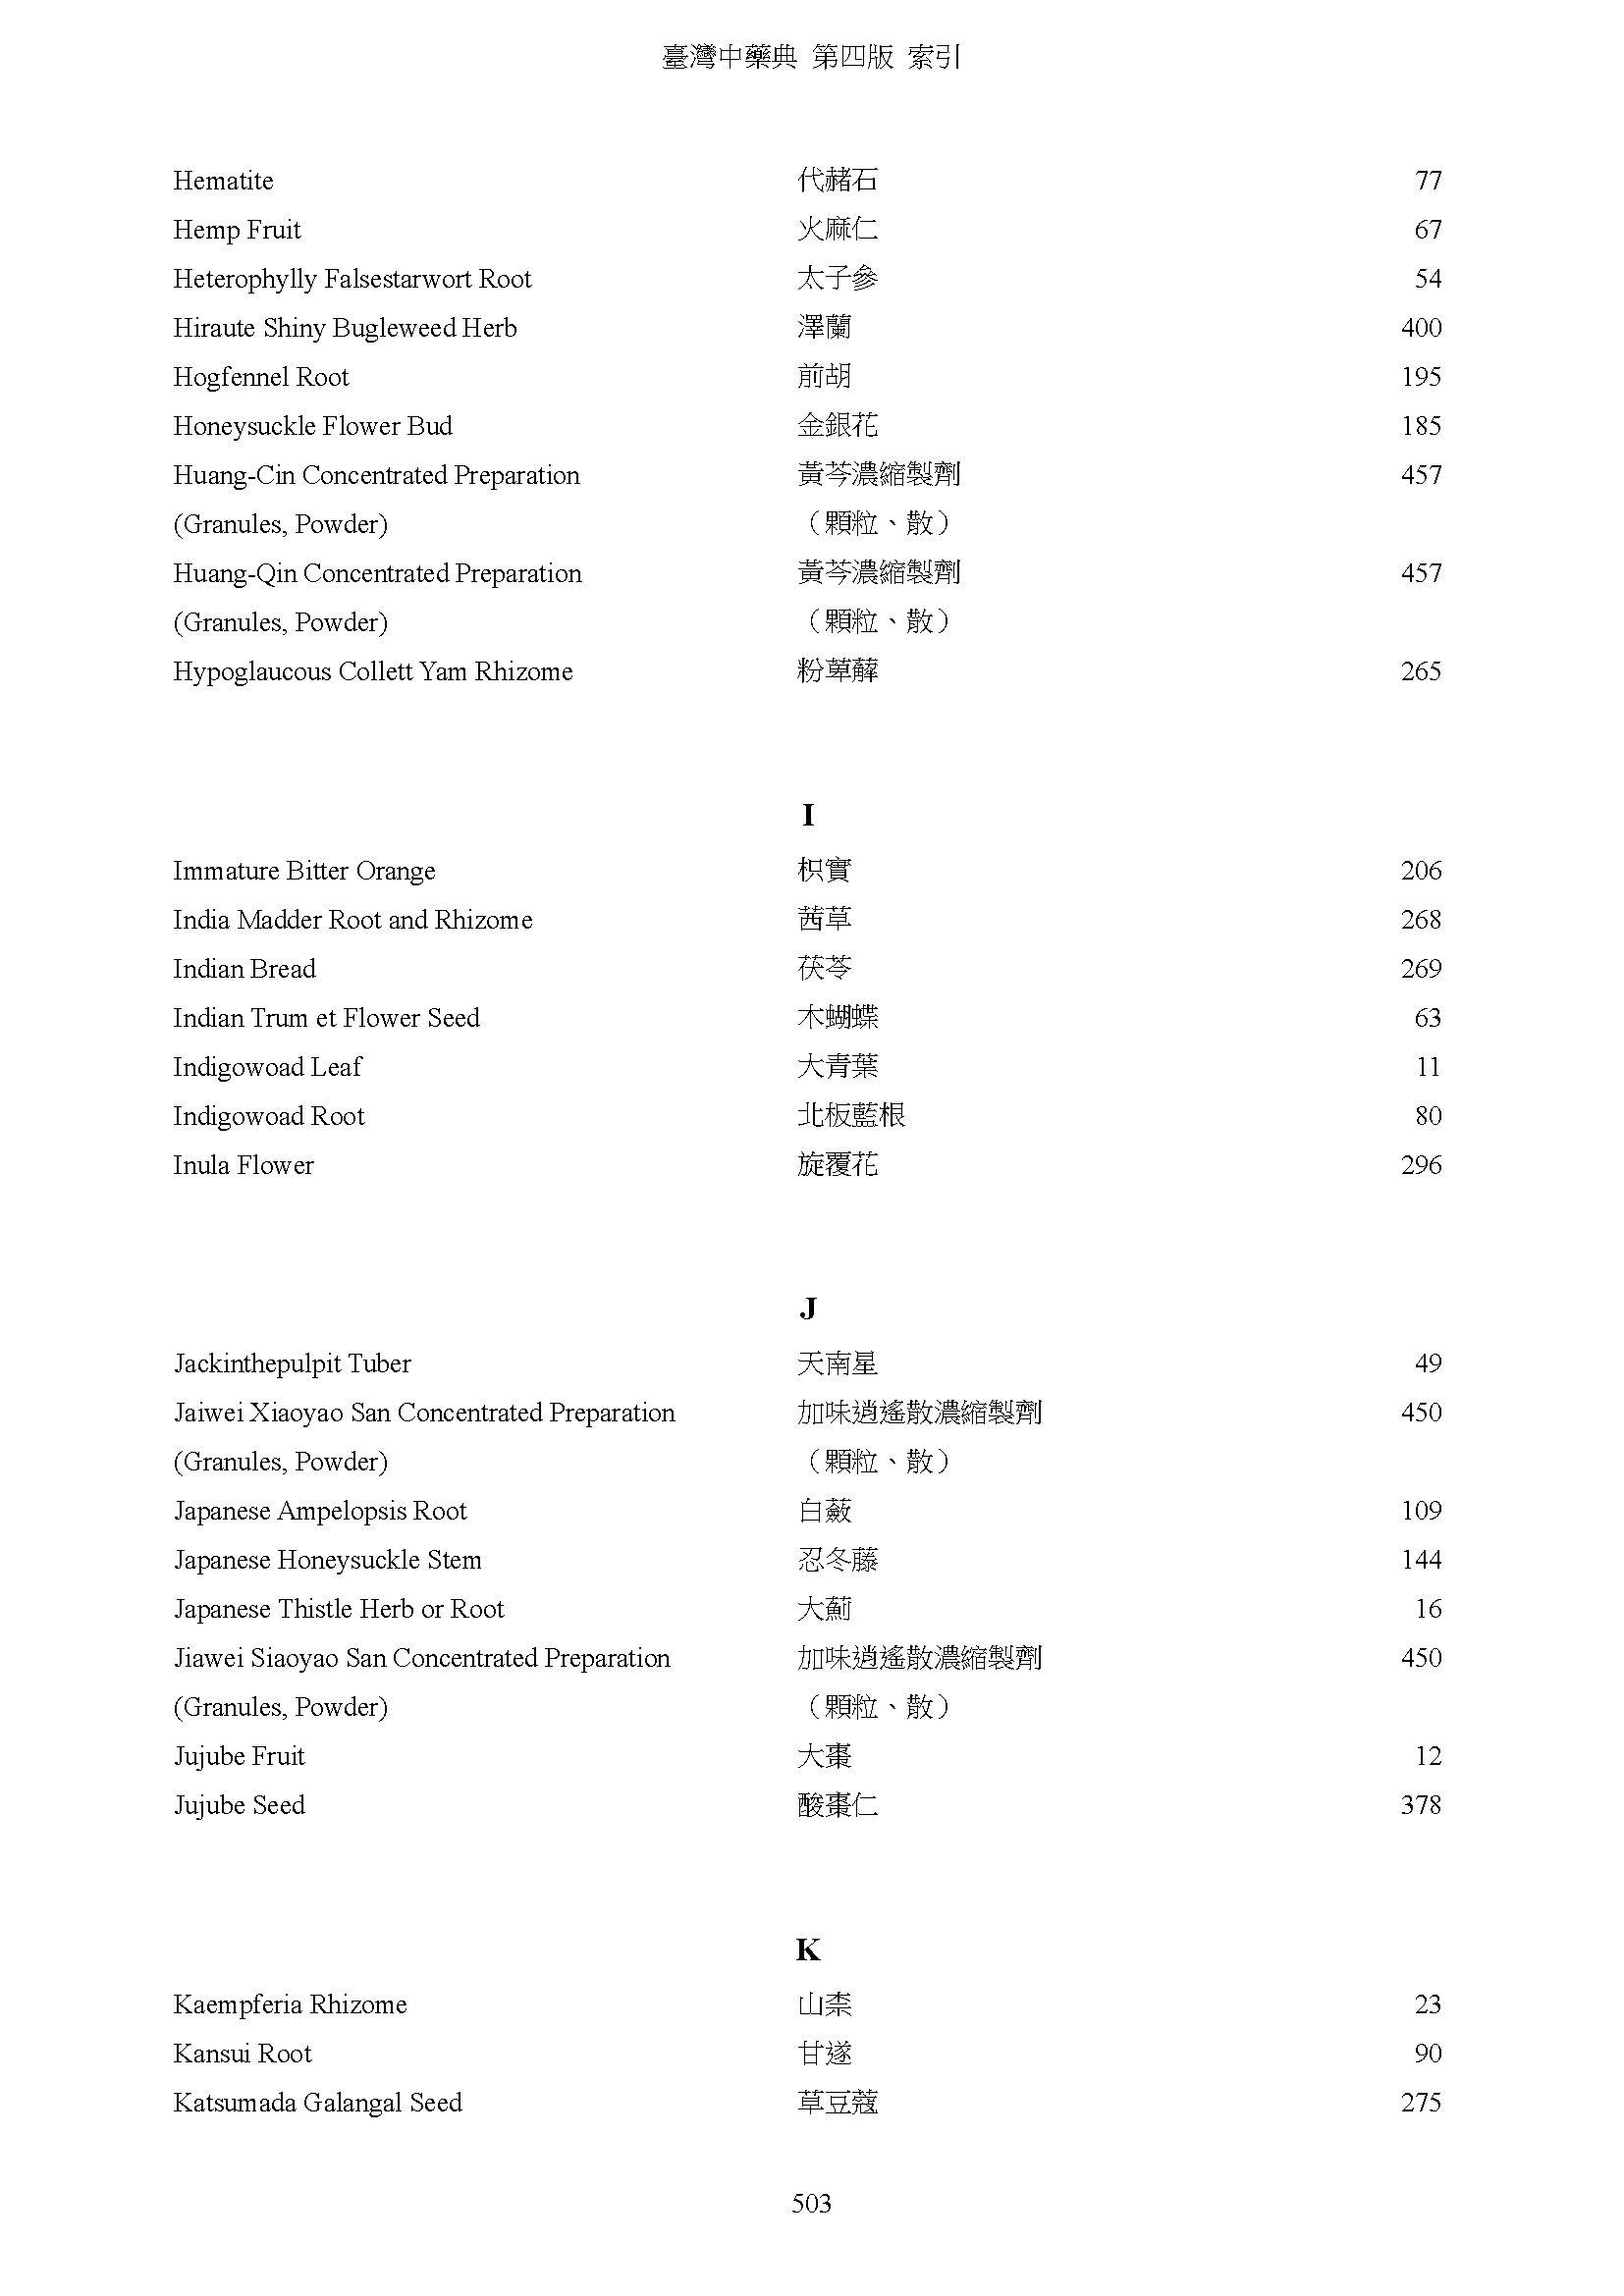 臺灣中藥典 第四版 索引
Hematite 代赭石 77
Hemp Fruit 火麻仁 67
Heterophylly Falsestarwort Root 太子參 54
Hiraute Shiny Bugleweed Herb 澤蘭 400
Hogfennel Root 前胡 195
Honeysuckle Flower Bud 金銀花 185
Huang-Cin Concentrated Preparation 黃芩濃縮製劑 457
(Granules, Powder) （顆粒、散）
Huang-Qin Concentrated Preparation 黃芩濃縮製劑 457
(Granules, Powder) （顆粒、散）
Hypoglaucous Collett Yam Rhizome 粉萆薢 265
I
Immature Bitter Orange 枳實 206
India Madder Root and Rhizome 茜草 268
Indian Bread 茯苓 269
Indian Trum et Flower Seed 木蝴蝶 63
Indigowoad Leaf 大青葉 11
Indigowoad Root 北板藍根 80
Inula Flower 旋覆花 296
J
Jackinthepulpit Tuber 天南星 49
Jaiwei Xiaoyao San Concentrated Preparation 加味逍遙散濃縮製劑 450
(Granules, Powder) （顆粒、散）
Japanese Ampelopsis Root 白蘞 109
Japanese Honeysuckle Stem 忍冬藤 144
Japanese Thistle Herb or Root 大薊 16
Jiawei Siaoyao San Concentrated Preparation 加味逍遙散濃縮製劑 450
(Granules, Powder) （顆粒、散）
Jujube Fruit 大棗 12
Jujube Seed 酸棗仁 378
K
Kaempferia Rhizome 山柰 23
Kansui Root 甘遂 90
Katsumada Galangal Seed 草豆蔻 275
503